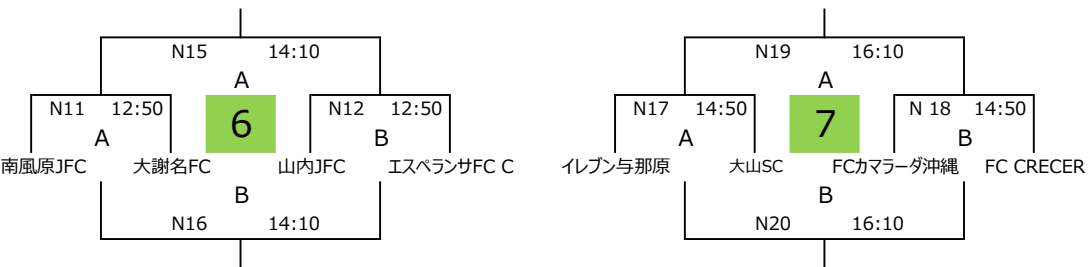 N15 14:10 N19 16:10
A A
N11 12:50 6 N12 12:50 N17 14:50 7 N 18 14:50
A B A B
南風原JFC 大謝名FC 山内JFC エスペランサFC C イレブン与那原 大山SC FCカマラーダ沖縄 FC CRECER
B B
N16 14:10 N20 16:10